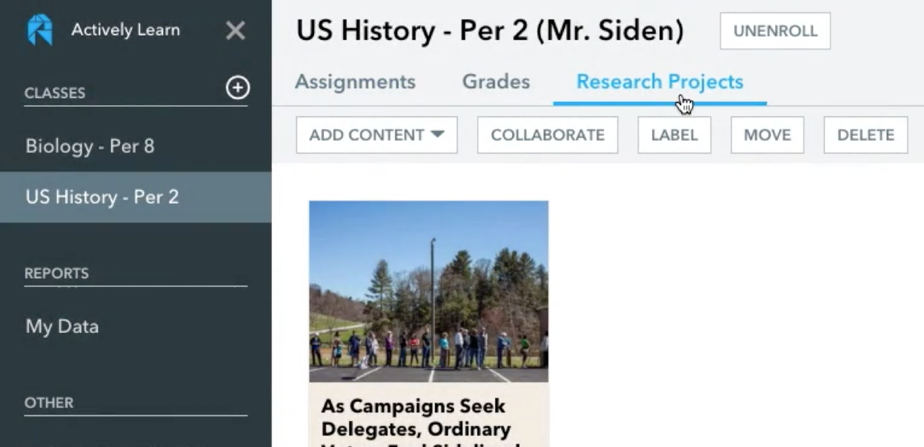 Actively Learn
CLASSES
Biology - Per 8
US History - Per 2
REPORTS
My Data
OTHER
US History - Per 2 (Mr. Siden)
UNENROLL
Assignments
Grades
Research Projects
ADD CONTENT
COLLABORATE
LABEL
MOVE
DELETE
As Campaigns Seek
Delegates, Ordinary